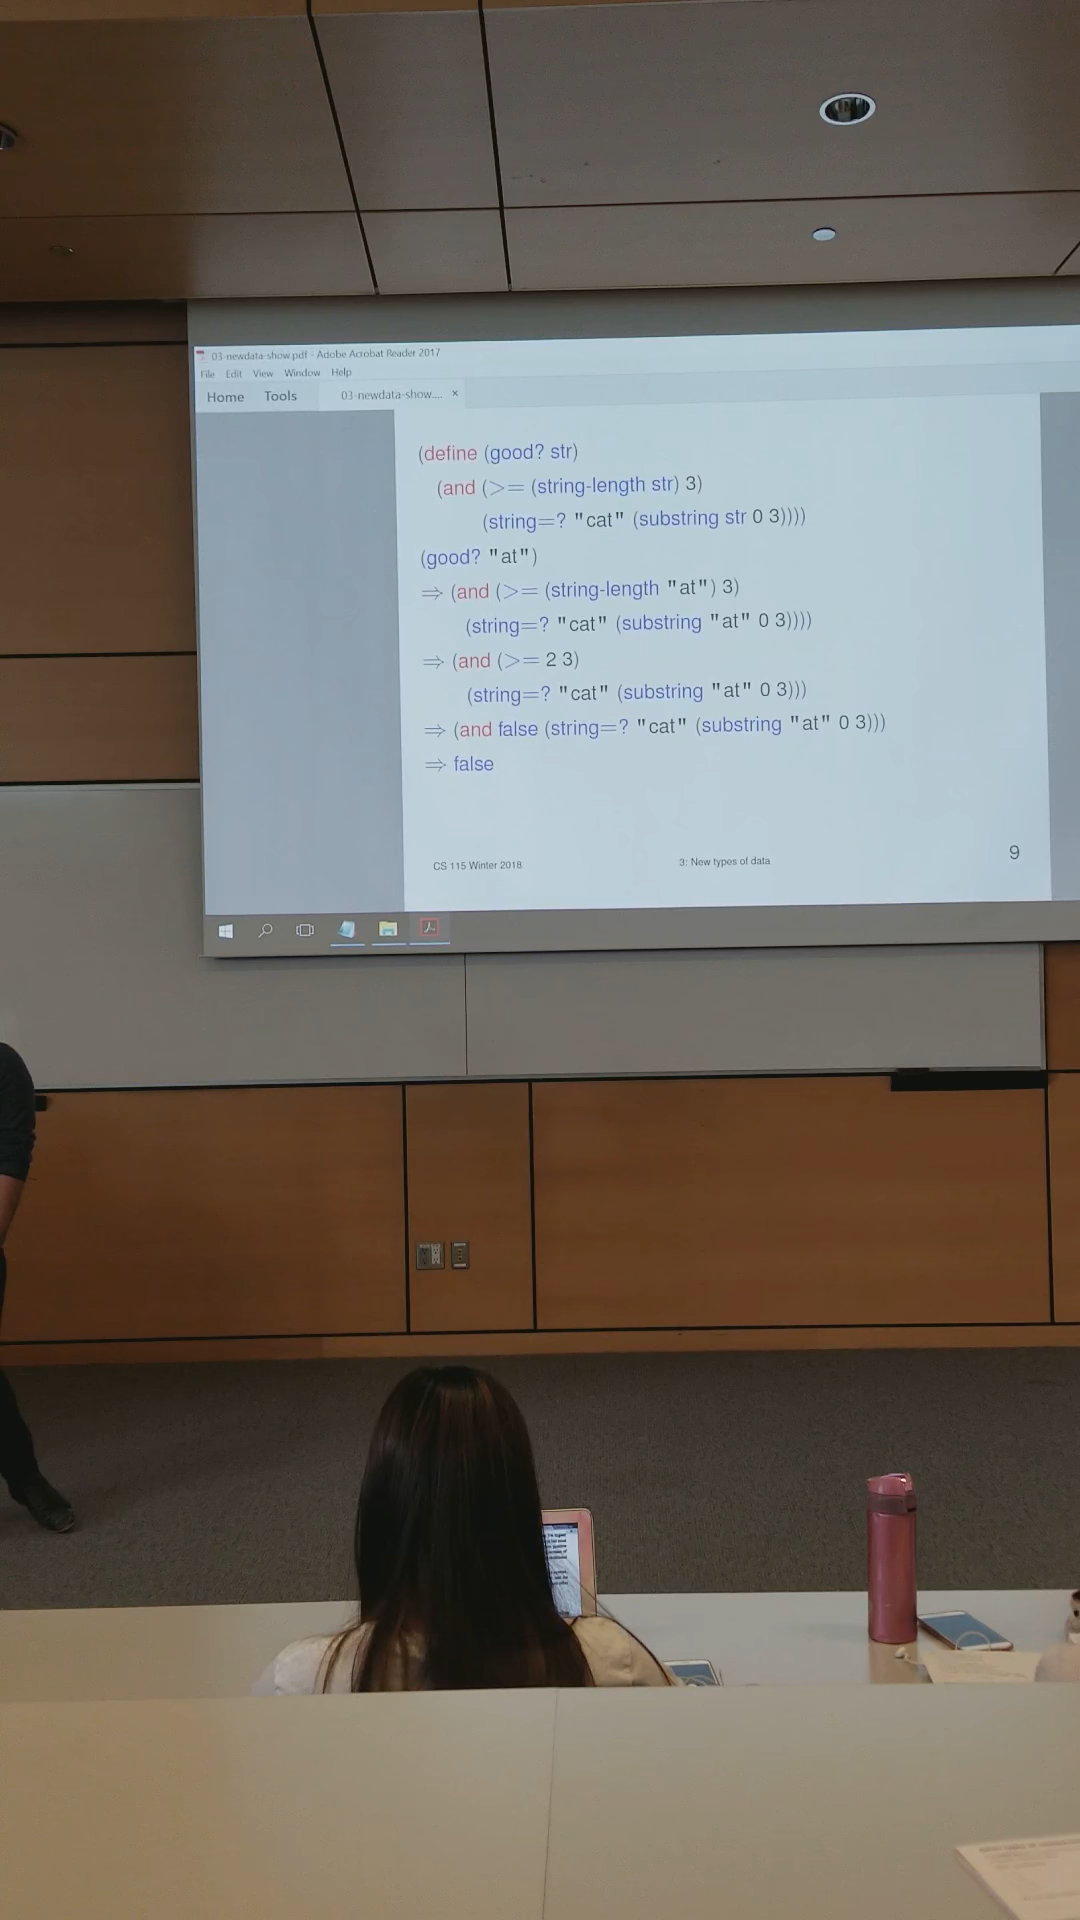 03-newdata-show.pdf - Adobe Acrobat Reader 2017
File Edit View Window Help
Home Tools 03-newdata-show.... ×
(define (good? str)
(and (>= (string-length str) 3)
(string=? "cat" (substring str 0 3))))
(good? "at")
⇒ (and (>= (string-length "at") 3)
(string=? "cat" (substring "at" 0 3))))
⇒ (and (>= 2 3)
(string=? "cat" (substring "at" 0 3)))
⇒ (and false (string=? "cat" (substring "at" 0 3)))
⇒ false
CS 115 Winter 2018 3: New types of data 9